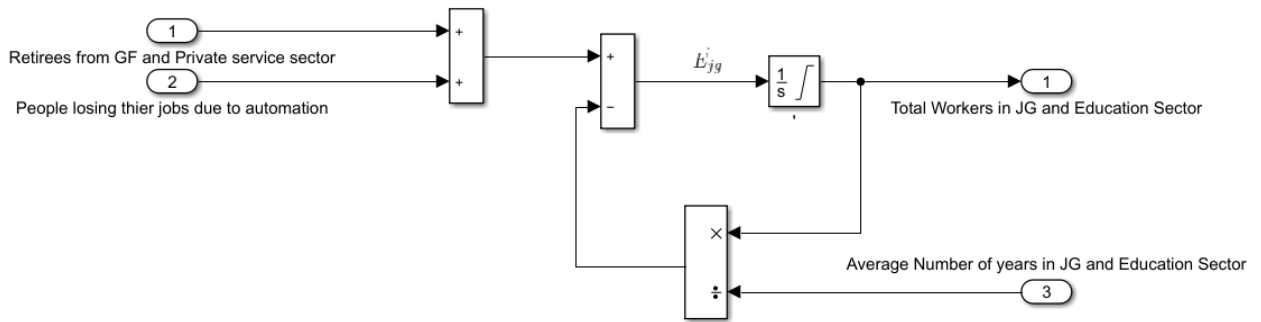 1
+
Retirees from GF and Private service sector
2
+
People losing thier jobs due to automation
+
−
Ė_jg
1
s
'
1
Total Workers in JG and Education Sector
×
÷
Average Number of years in JG and Education Sector
3